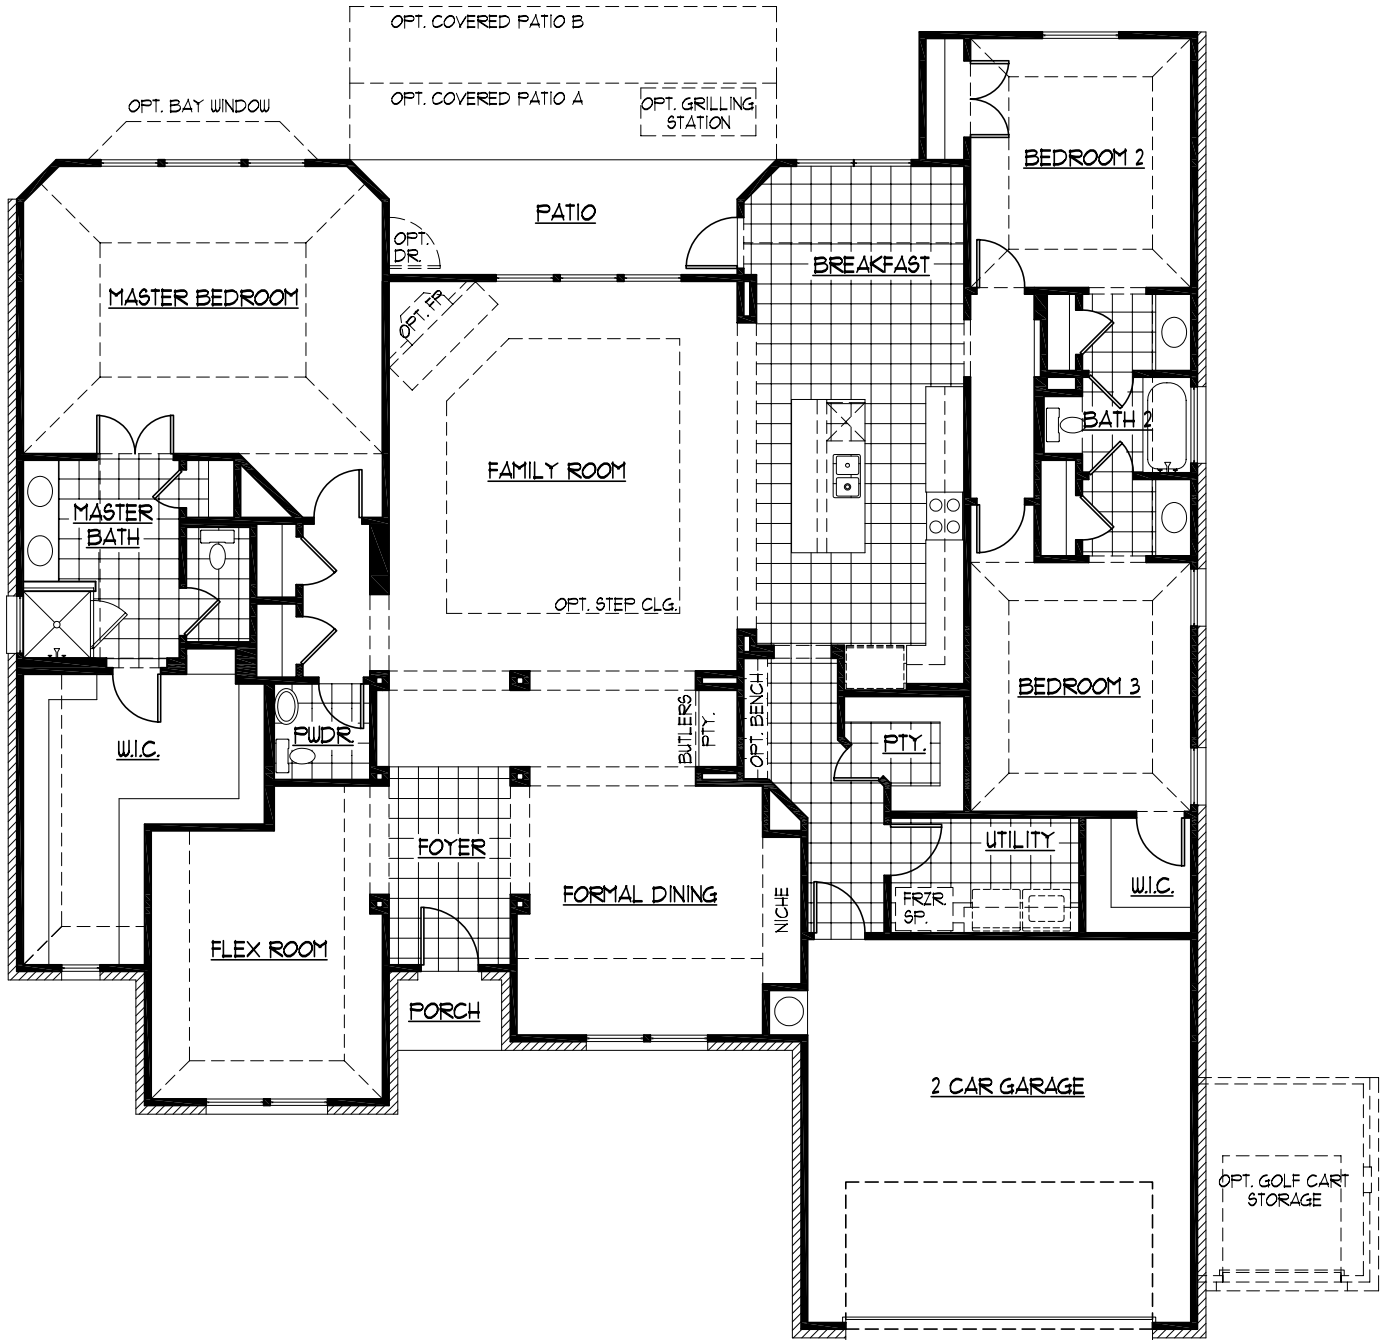 OPT. COVERED PATIO B
OPT. COVERED PATIO A
OPT. GRILLING
STATION
OPT. BAY WINDOW
BEDROOM 2
PATIO
OPT.
DR.
BREAKFAST
MASTER BEDROOM
OPT. FP
BATH 2
FAMILY ROOM
MASTER
BATH
OPT. STEP CLG.
BEDROOM 3
BUTLERS
PTY.
OPT. BENCH
PWDR.
W.I.C.
PTY.
UTILITY
FOYER
FORMAL DINING
NICHE
FRZR.
SP.
W.I.C.
FLEX ROOM
PORCH
2 CAR GARAGE
OPT. GOLF CART
STORAGE